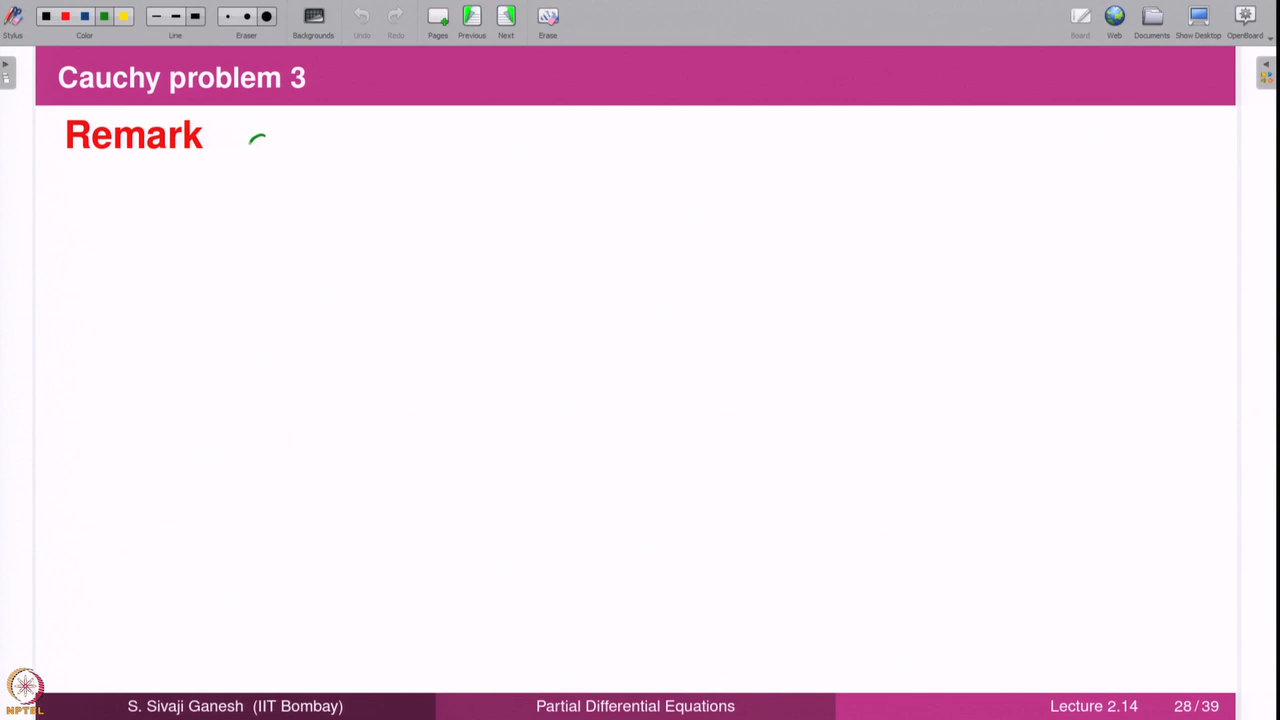 Stylus Color Line Eraser Backgrounds Undo Redo Pages Previous Next Erase Board Web Documents Show Desktop OpenBoard
Cauchy problem 3
Remark
NPTEL
S. Sivaji Ganesh (IIT Bombay) Partial Differential Equations Lecture 2.14 28/39